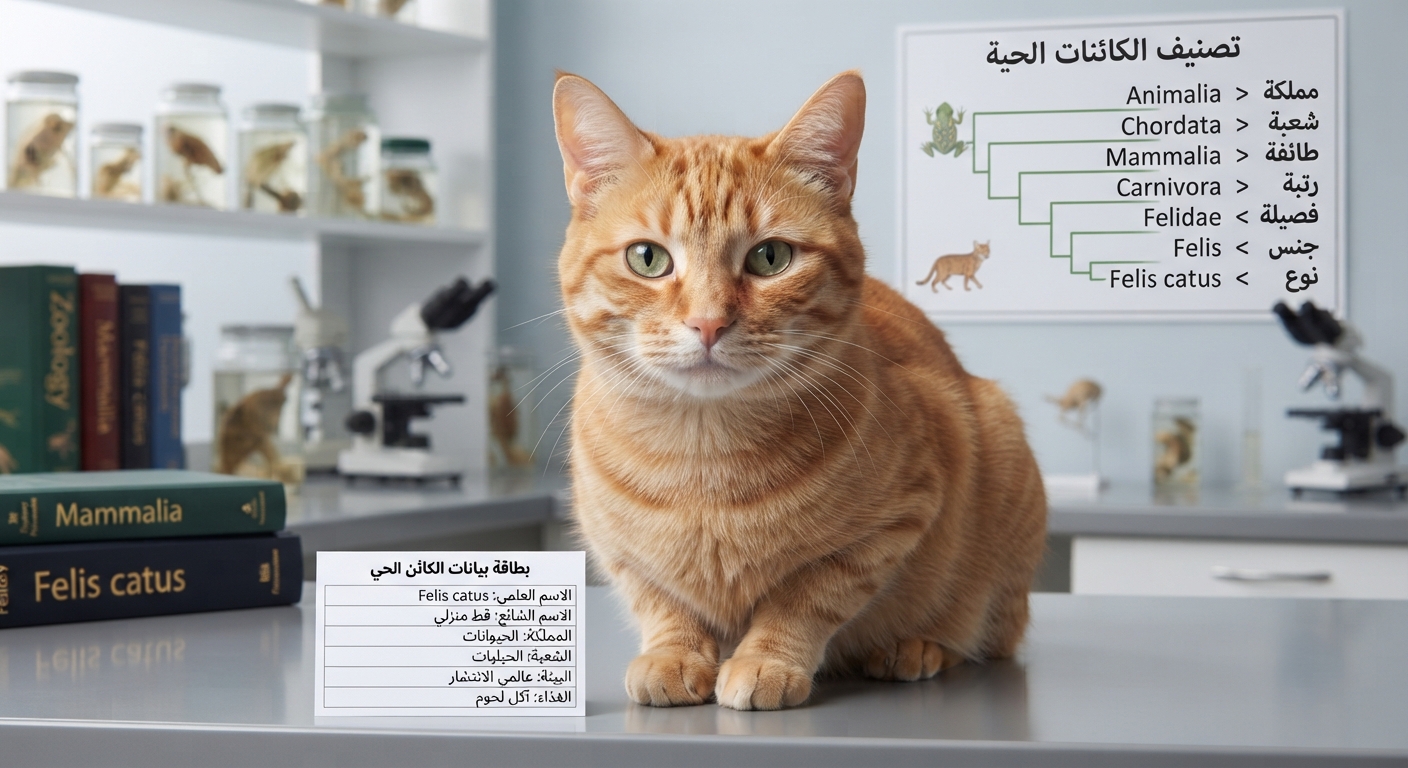 تصنيف الكائنات الحية
مملكة > Animalia
شعبة > Chordata
طائفة > Mammalia
رتبة > Carnivora
فصيلة < Felidae
جنس < Felis
نوع < Felis catus
Zoology
Mammalia
Mammalia
Felis catus
بطاقة بيانات الكائن الحي
الاسم العلمي: Felis catus
الاسم الشائع: قط منزلي
المملكة: الحيوانات
الشعبة: الحبليات
البيئة: عالمي الانتشار
الغذاء: آكل لحوم